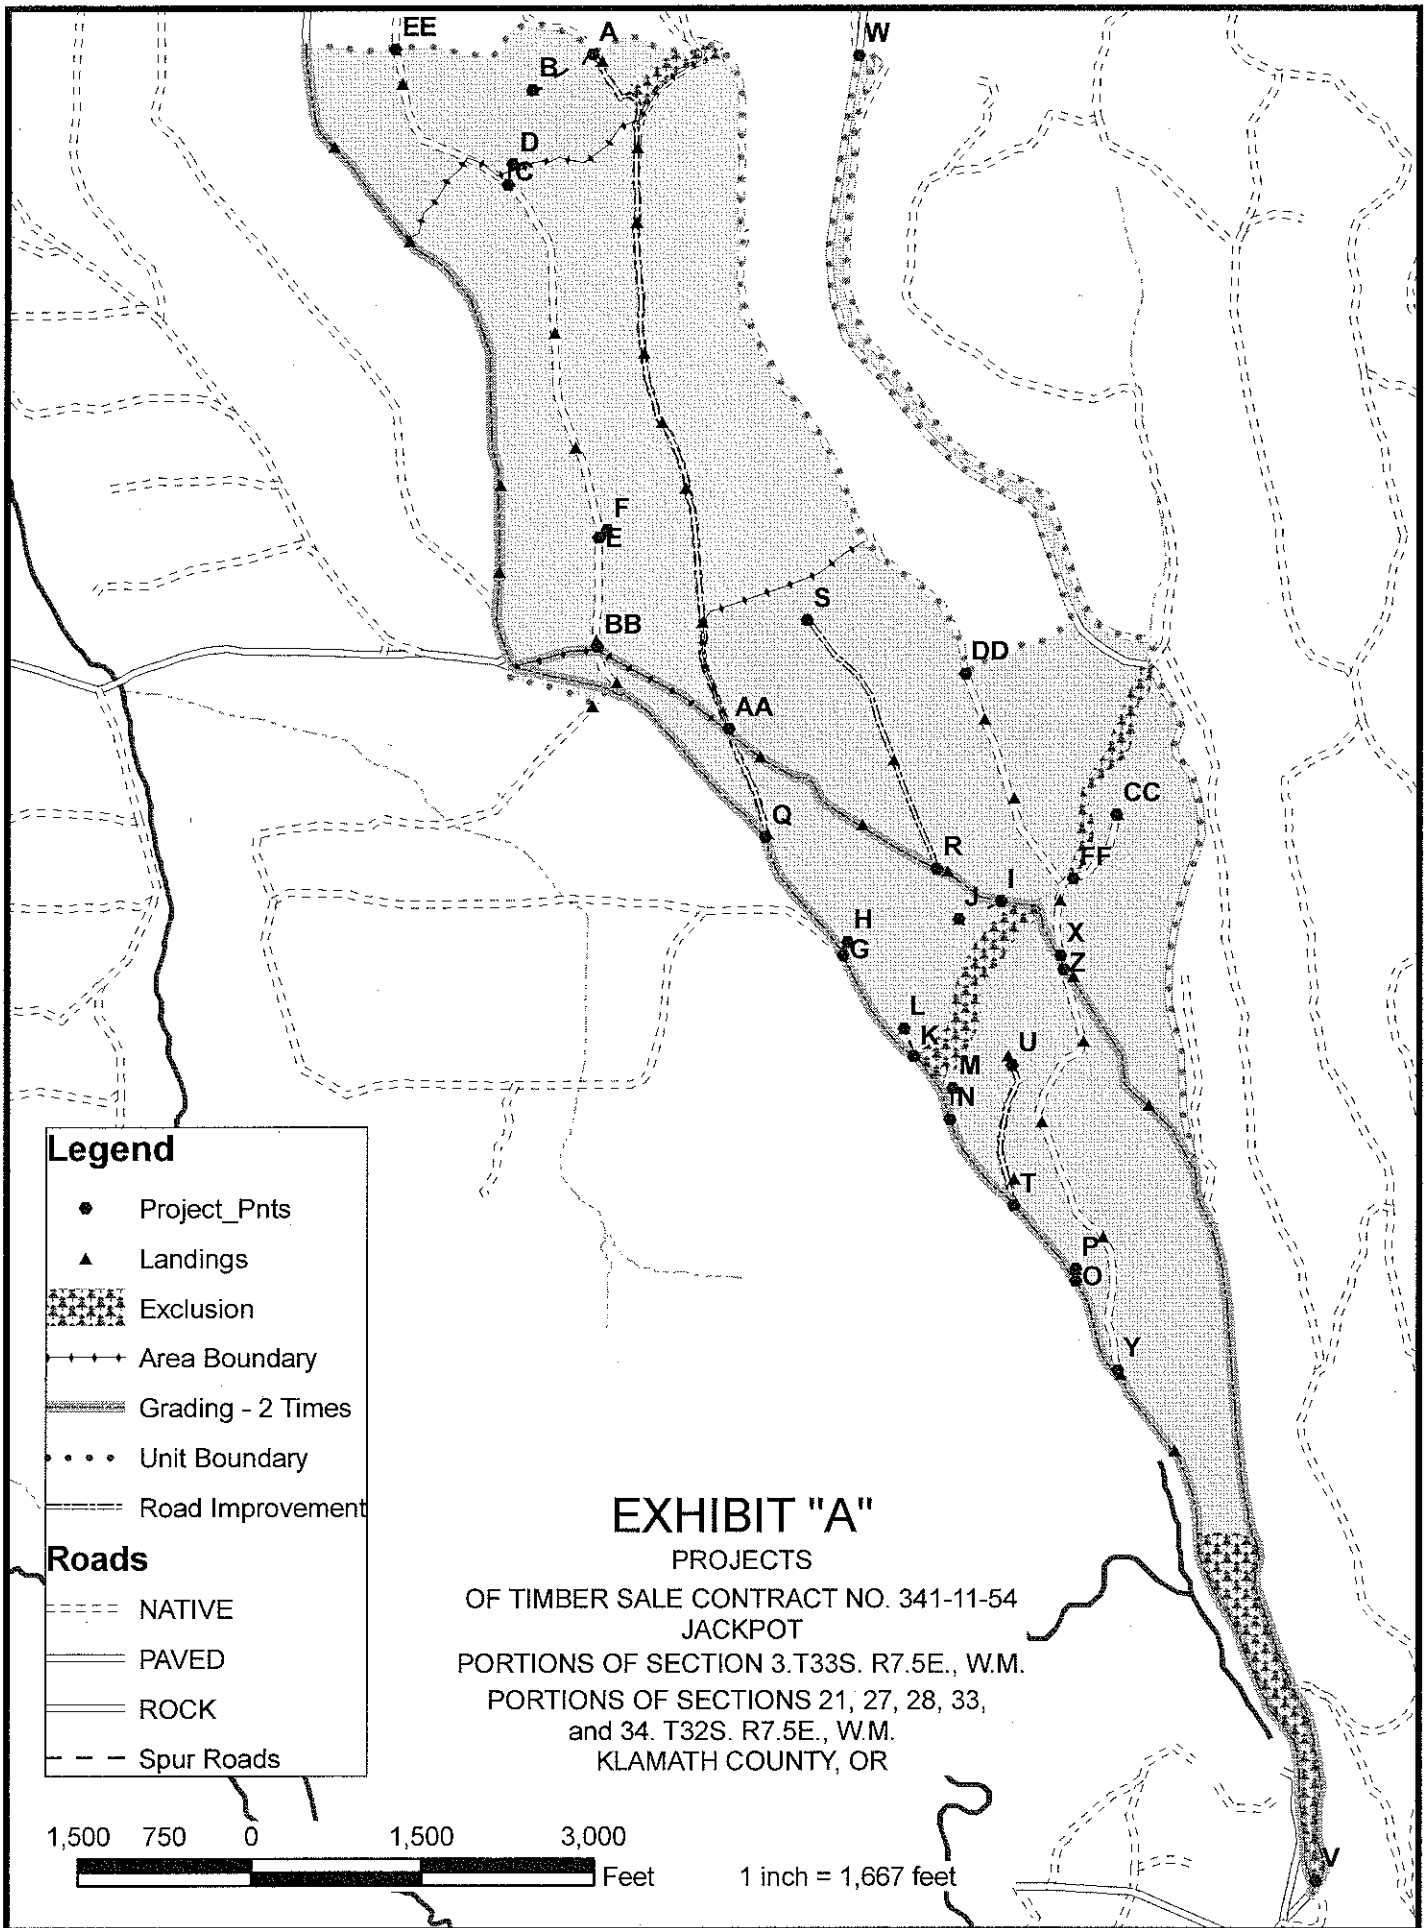 EE
A
W
B
D
C
F
E
S
BB
DD
AA
CC
Q
R
FF
I
J
H
G
X
Z
L
K
U
M
N
T
P
O
Y
V
Legend
Project_Pnts
Landings
Exclusion
Area Boundary
Grading - 2 Times
Unit Boundary
Road Improvement
Roads
NATIVE
PAVED
ROCK
Spur Roads
EXHIBIT "A"
PROJECTS
OF TIMBER SALE CONTRACT NO. 341-11-54
JACKPOT
PORTIONS OF SECTION 3.T33S. R7.5E., W.M.
PORTIONS OF SECTIONS 21, 27, 28, 33,
and 34. T32S. R7.5E., W.M.
KLAMATH COUNTY, OR
1,500 750 0 1,500 3,000
Feet
1 inch = 1,667 feet